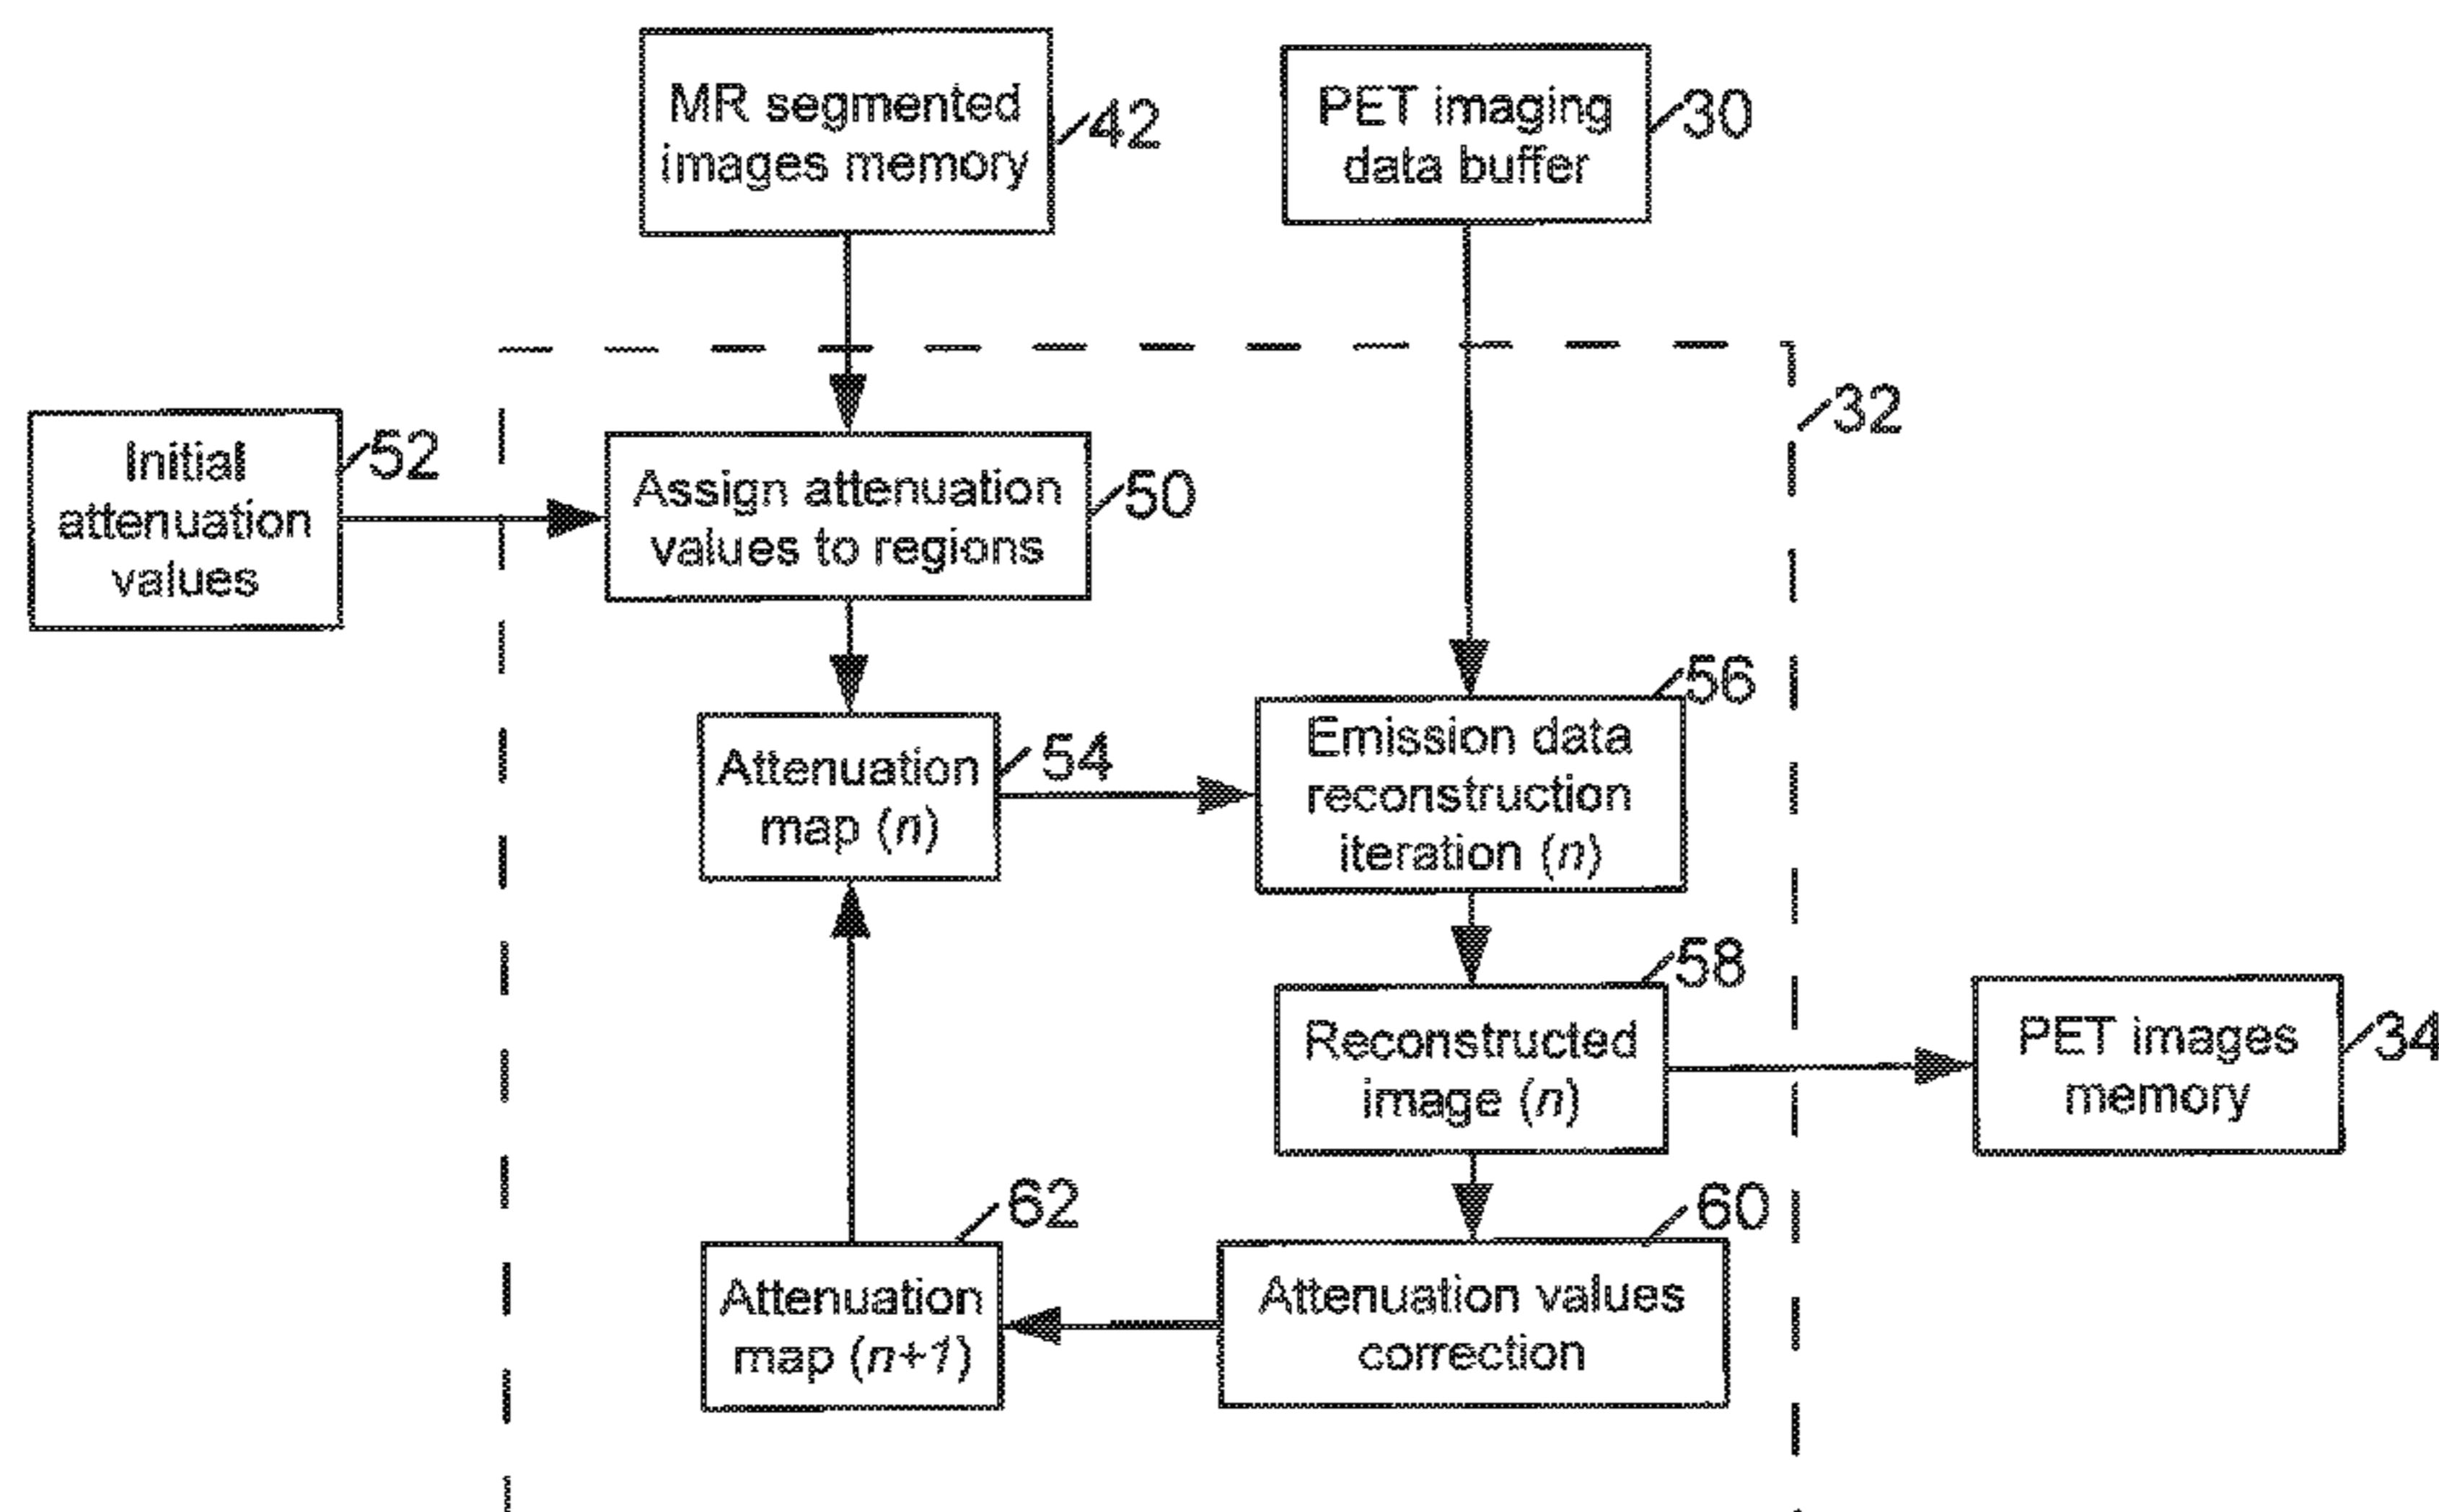 MR segmented
images memory
42
PET imaging
data buffer
30
32
Initial
attenuation
values
52
Assign attenuation
values to regions
50
Attenuation
map (n)
54
Emission data
reconstruction
iteration (n)
56
Reconstructed
image (n)
58
PET images
memory
34
Attenuation
map (n+1)
62
Attenuation values
correction
60